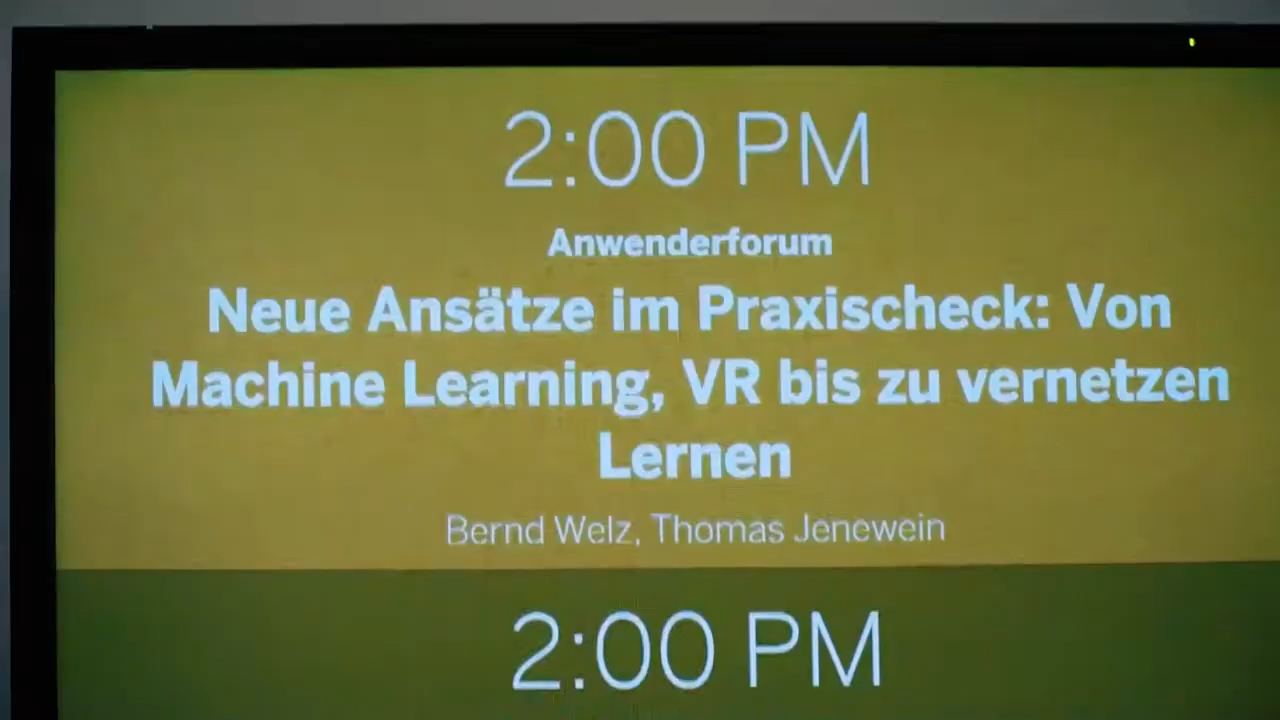 2:00 PM
Anwenderforum
Neue Ansätze im Praxischeck: Von
Machine Learning, VR bis zu vernetzen
Lernen
Bernd Welz, Thomas Jenewein
2:00 PM